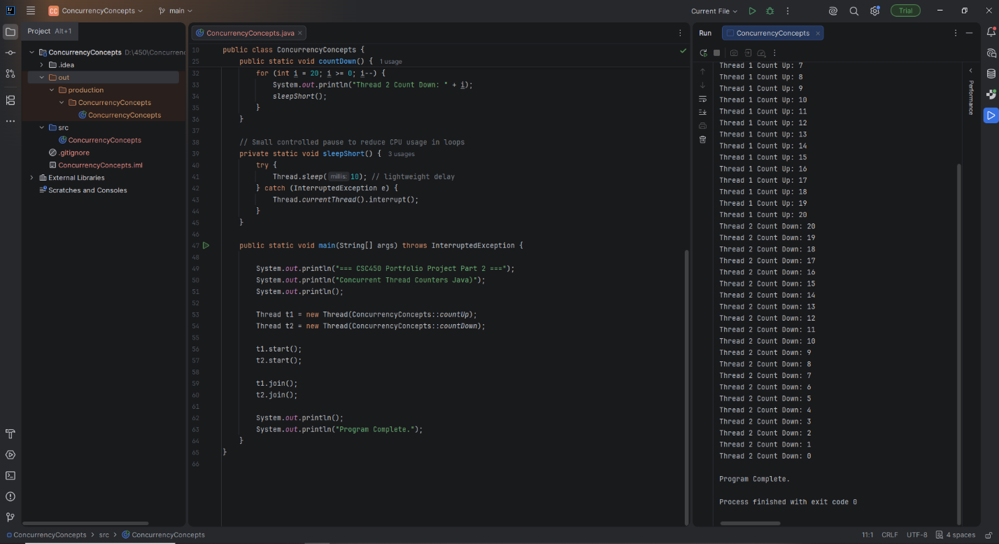 CC ConcurrencyConcepts
main
Current File
Trial
Project Alt+1
ConcurrencyConcepts D:\450\Concurrenc
.idea
out
production
ConcurrencyConcepts
ConcurrencyConcepts
src
ConcurrencyConcepts
.gitignore
ConcurrencyConcepts.iml
External Libraries
Scratches and Consoles
ConcurrencyConcepts.java
10 public class ConcurrencyConcepts {
25 public static void countDown() { 1 usage
32 for (int i = 20; i >= 0; i--) {
33 System.out.println("Thread 2 Count Down: " + i);
34 sleepShort();
35 }
36 }
37
38 // Small controlled pause to reduce CPU usage in loops
39 private static void sleepShort() { 3 usages
40 try {
41 Thread.sleep( millis: 10); // lightweight delay
42 } catch (InterruptedException e) {
43 Thread.currentThread().interrupt();
44 }
45 }
46
47 public static void main(String[] args) throws InterruptedException {
48
49 System.out.println("=== CSC450 Portfolio Project Part 2 ===");
50 System.out.println("Concurrent Thread Counters Java)");
51 System.out.println();
52
53 Thread t1 = new Thread(ConcurrencyConcepts::countUp);
54 Thread t2 = new Thread(ConcurrencyConcepts::countDown);
55
56 t1.start();
57 t2.start();
58
59 t1.join();
60 t2.join();
61
62 System.out.println();
63 System.out.println("Program Complete.");
64 }
65 }
66
Run ConcurrencyConcepts
Thread 1 Count Up: 7
Thread 1 Count Up: 8
Thread 1 Count Up: 9
Thread 1 Count Up: 10
Thread 1 Count Up: 11
Thread 1 Count Up: 12
Thread 1 Count Up: 13
Thread 1 Count Up: 14
Thread 1 Count Up: 15
Thread 1 Count Up: 16
Thread 1 Count Up: 17
Thread 1 Count Up: 18
Thread 1 Count Up: 19
Thread 1 Count Up: 20
Thread 2 Count Down: 20
Thread 2 Count Down: 19
Thread 2 Count Down: 18
Thread 2 Count Down: 17
Thread 2 Count Down: 16
Thread 2 Count Down: 15
Thread 2 Count Down: 14
Thread 2 Count Down: 13
Thread 2 Count Down: 12
Thread 2 Count Down: 11
Thread 2 Count Down: 10
Thread 2 Count Down: 9
Thread 2 Count Down: 8
Thread 2 Count Down: 7
Thread 2 Count Down: 6
Thread 2 Count Down: 5
Thread 2 Count Down: 4
Thread 2 Count Down: 3
Thread 2 Count Down: 2
Thread 2 Count Down: 1
Thread 2 Count Down: 0
Program Complete.
Process finished with exit code 0
Performance
ConcurrencyConcepts > src > ConcurrencyConcepts
11:1 CRLF UTF-8 4 spaces